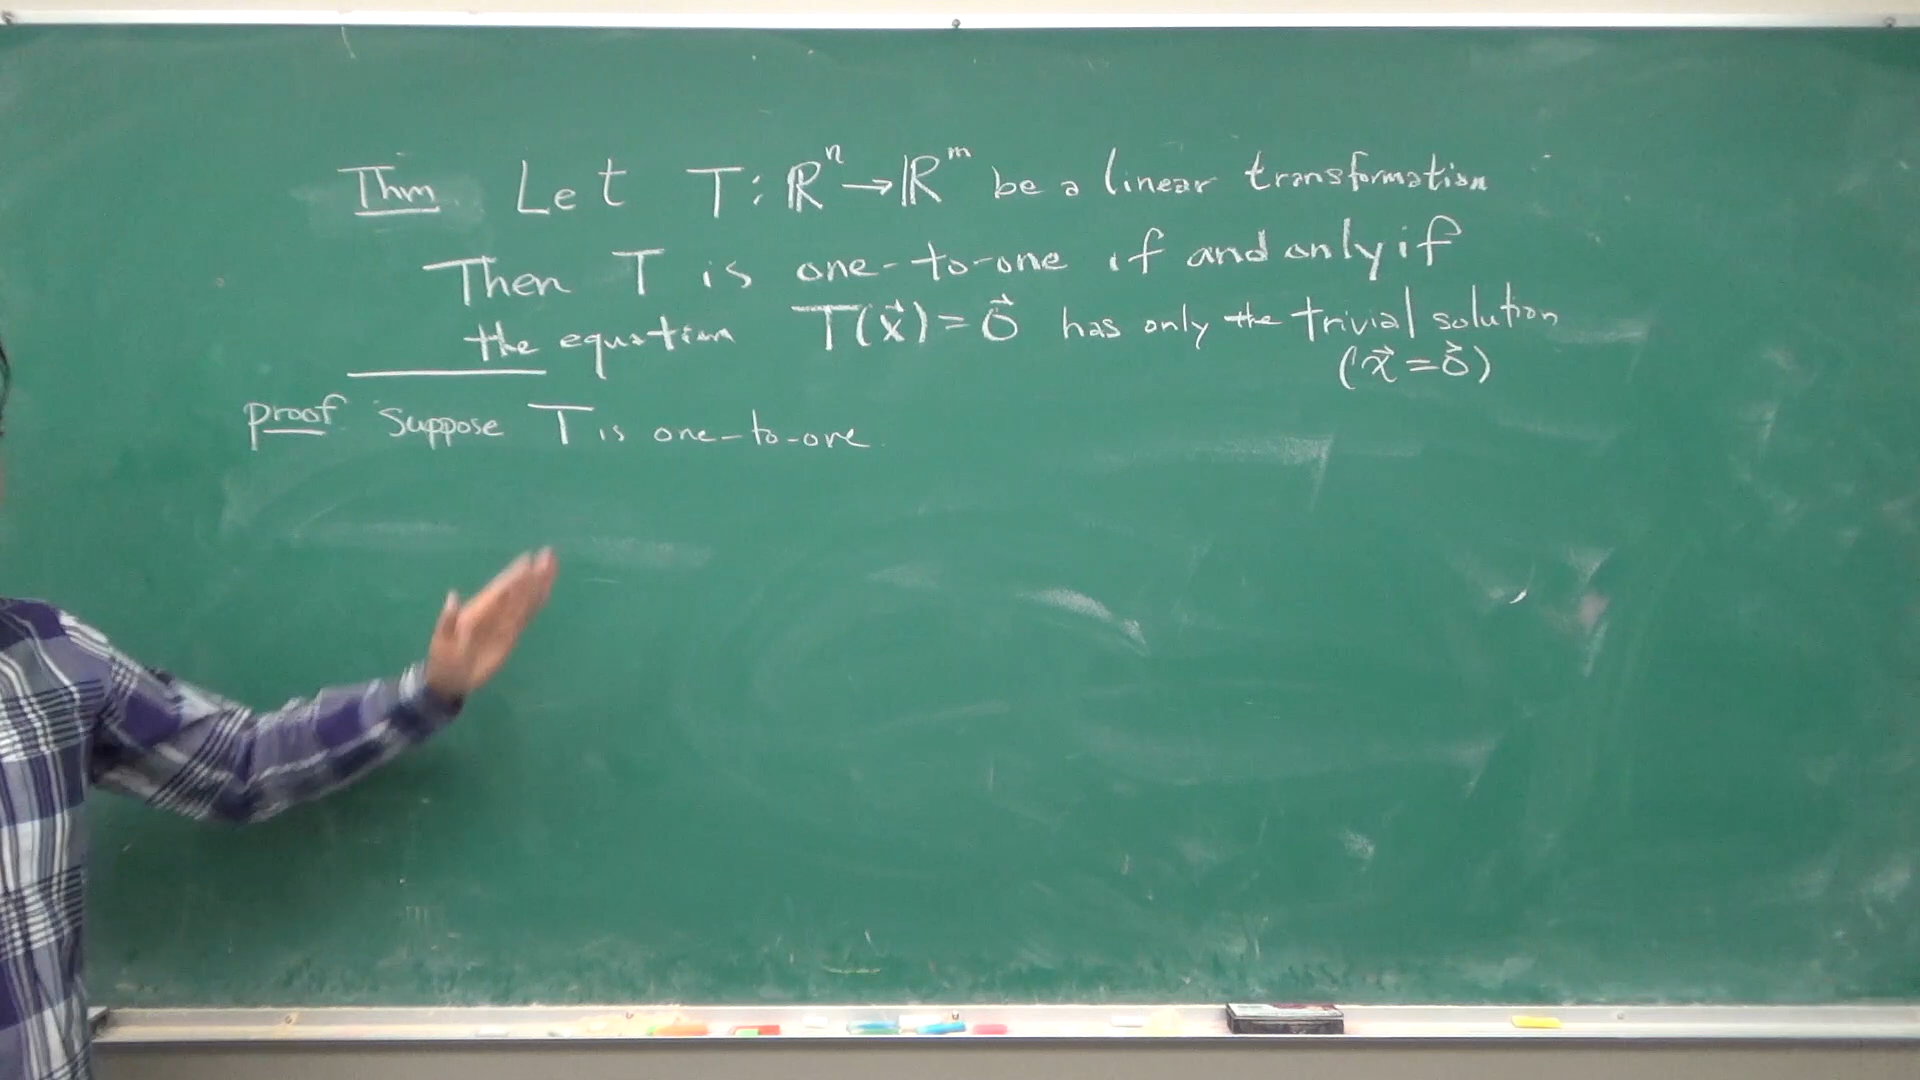 Thm Let T: ℝⁿ→ℝᵐ be a linear transformation
Then T is one-to-one if and only if
the equation T(x⃗)=0⃗ has only the trivial solution
(x⃗=0⃗)
proof Suppose T is one-to-one.